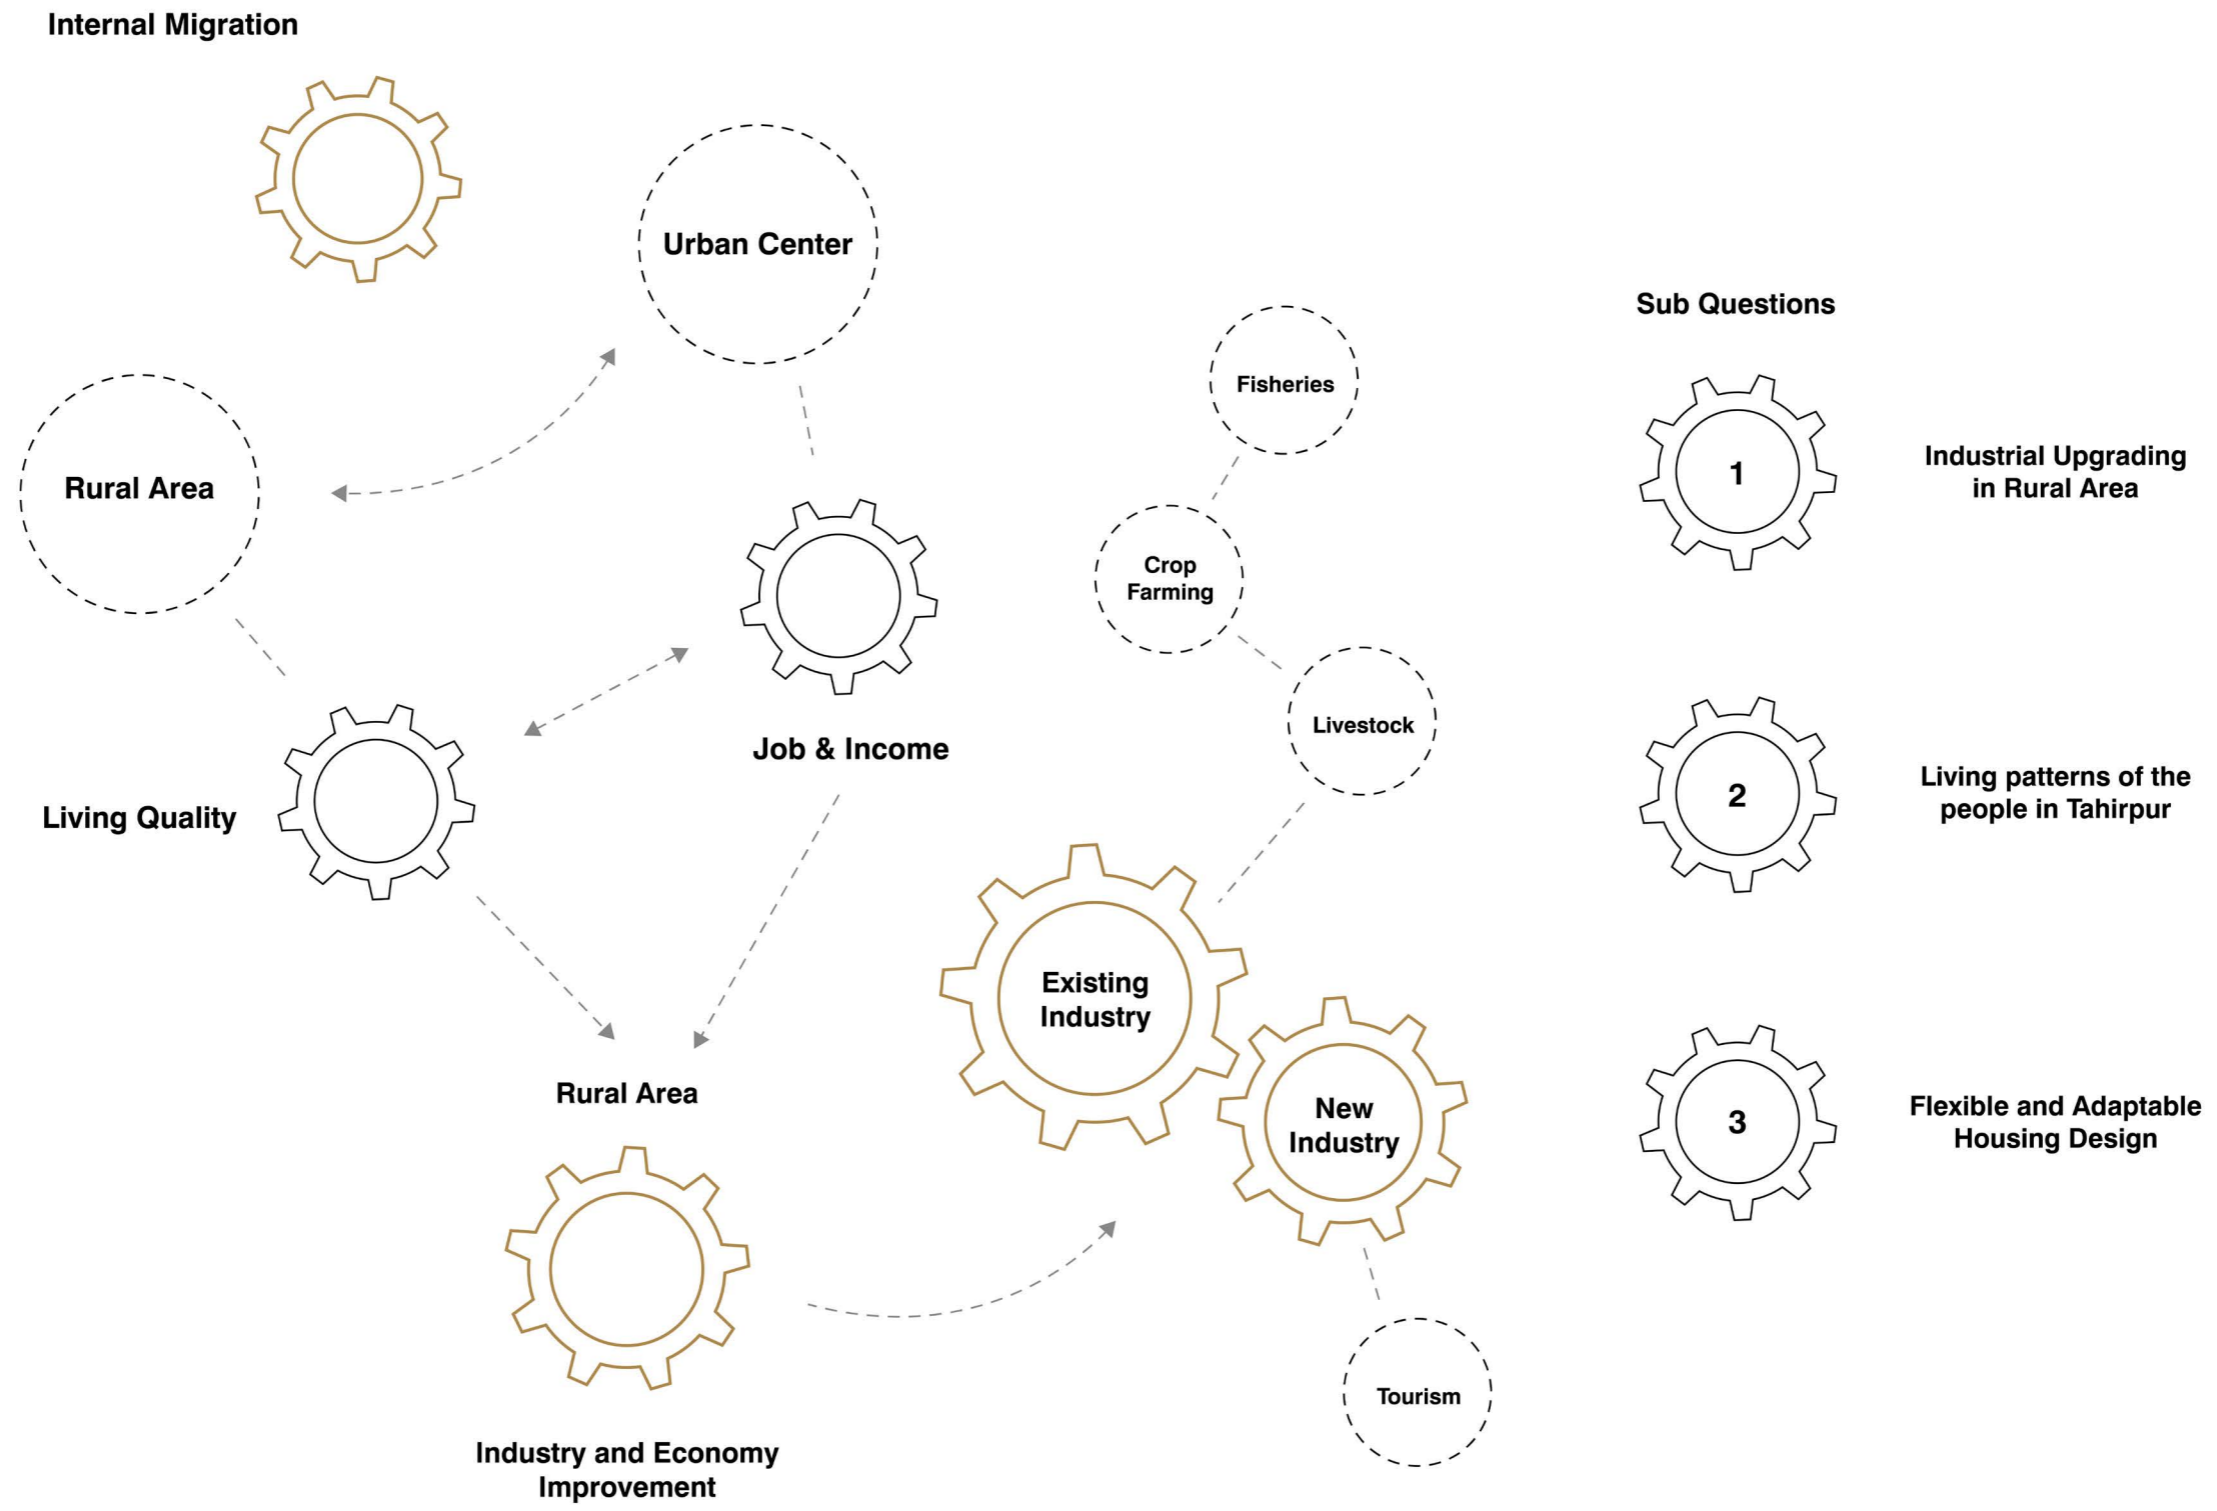 Internal Migration
Urban Center
Rural Area
Job & Income
Living Quality
Rural Area
Industry and Economy
Improvement
Fisheries
Crop
Farming
Livestock
Existing
Industry
New
Industry
Tourism
Sub Questions
1
Industrial Upgrading
in Rural Area
2
Living patterns of the
people in Tahirpur
3
Flexible and Adaptable
Housing Design